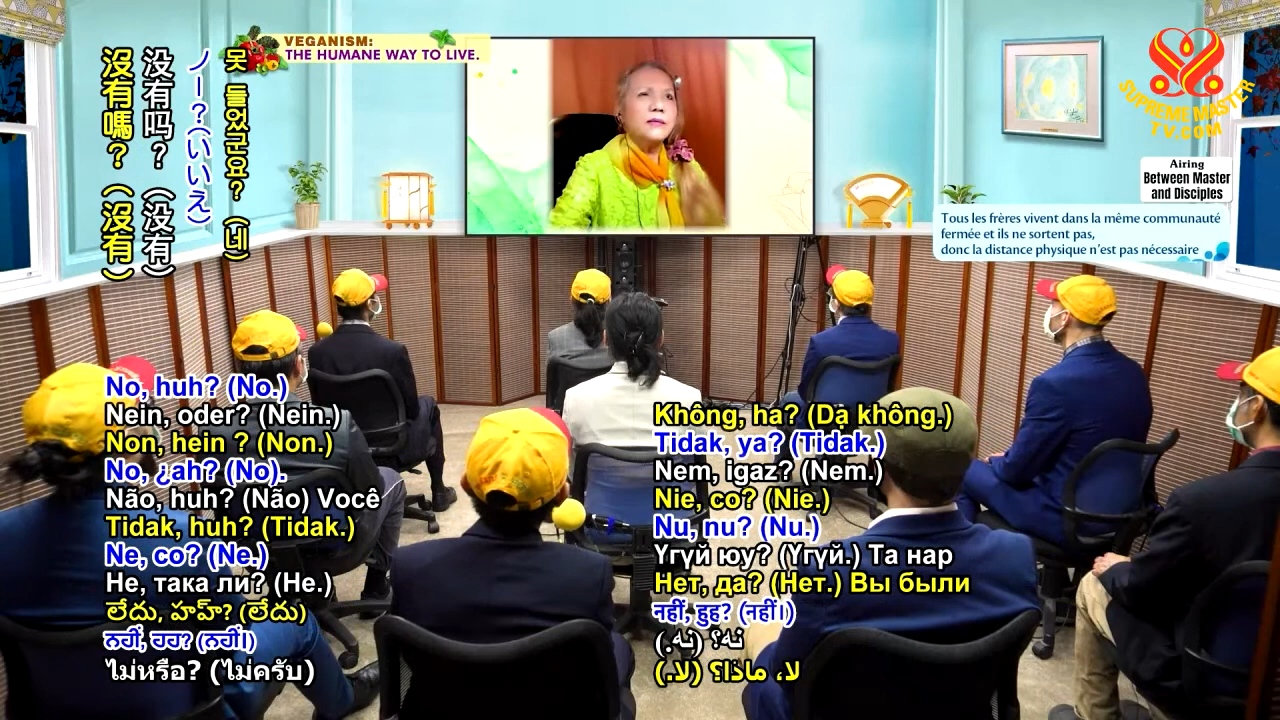 VEGANISM:
THE HUMANE WAY TO LIVE.
SUPREME MASTER
TV.COM
Airing
Between Master
and Disciples
Tous les frères vivent dans la même communauté
fermée et ils ne sortent pas,
donc la distance physique n'est pas nécessaire
못 들었군요? (네)
ノー？(いいえ)
没有吗？（没有）
沒有嗎？（沒有）
No, huh? (No.)
Nein, oder? (Nein.)
Non, hein ? (Non.)
No, ¿ah? (No).
Não, huh? (Não) Você
Tidak, huh? (Tidak.)
Ne, co? (Ne.)
Не, така ли? (Не.)
లేదు, హహ్? (లేదు)
ਨਹੀਂ, ਹਹ? (ਨਹੀਂ।)
ไม่หรือ? (ไม่ครับ)
Không, ha? (Dạ không.)
Tidak, ya? (Tidak.)
Nem, igaz? (Nem.)
Nie, co? (Nie.)
Nu, nu? (Nu.)
Үгүй юу? (Үгүй.) Та нар
Нет, да? (Нет.) Вы были
नहीं, हुह? (नहीं।)
نه؟ (نه.)
لا، ماذا؟ (لا.)